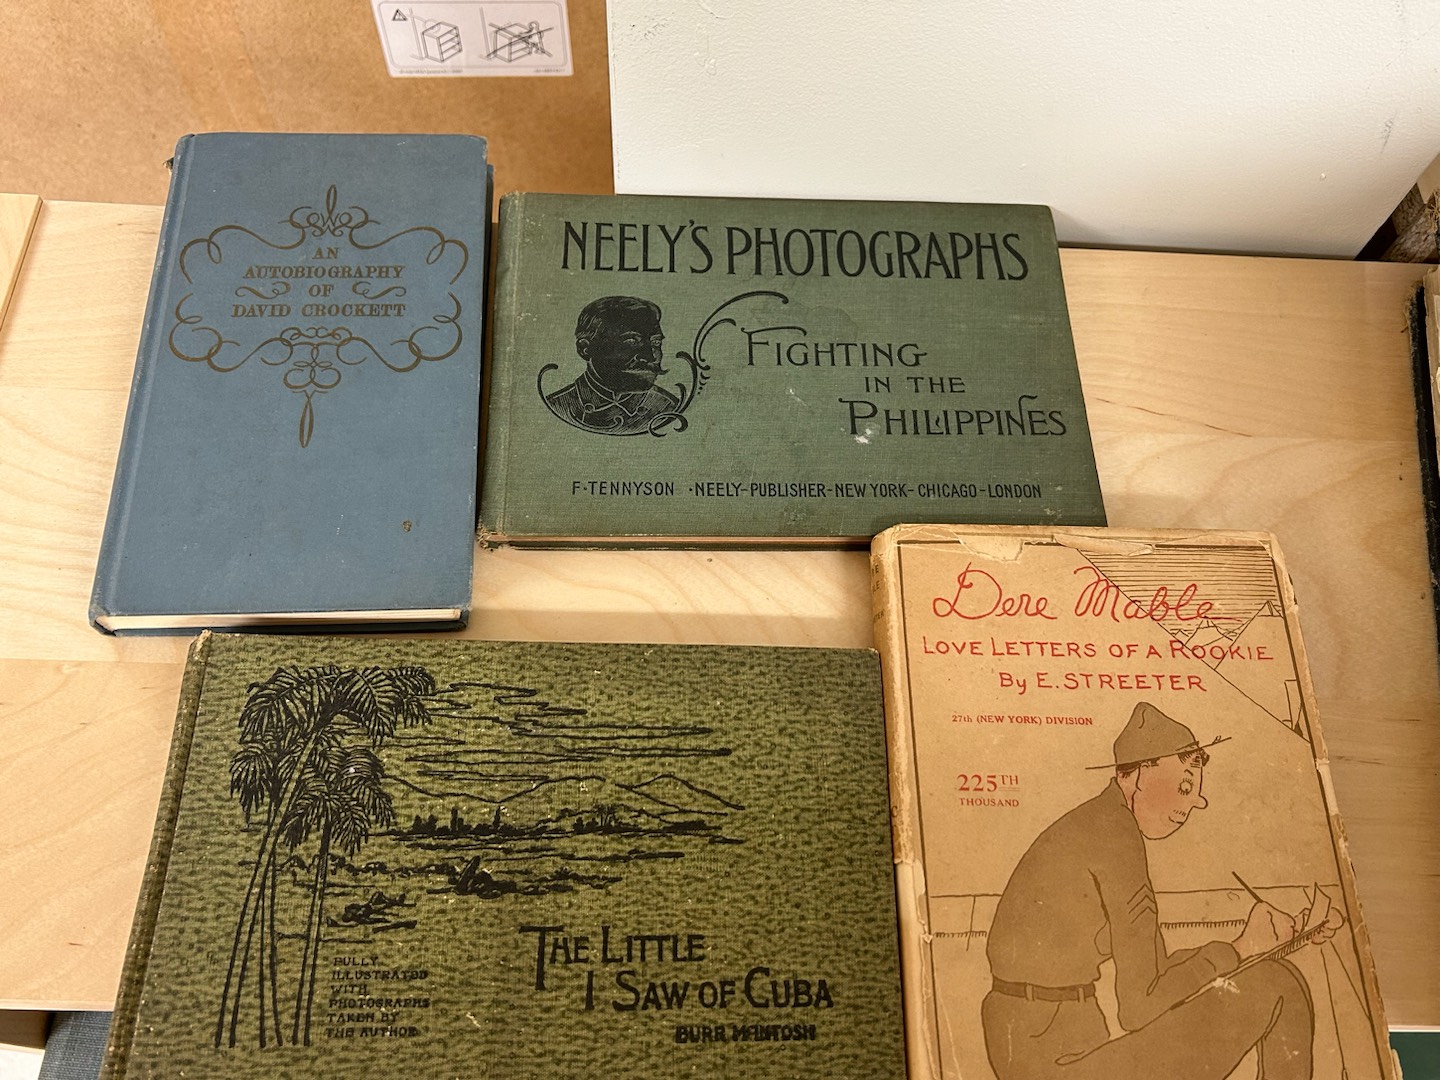 AN
AUTOBIOGRAPHY
OF
DAVID CROCKETT
NEELY'S PHOTOGRAPHS
FIGHTING
IN THE
PHILIPPINES
F. TENNYSON · NEELY-PUBLISHER-NEW YORK-CHICAGO-LONDON
Dere Mable
LOVE LETTERS OF A ROOKIE
By E. STREETER
27th (NEW YORK) DIVISION
225TH
THOUSAND
THE LITTLE
I SAW OF CUBA
BURR McINTOSH
FULLY
ILLUSTRATED
WITH
PHOTOGRAPHS
TAKEN BY
THE AUTHOR